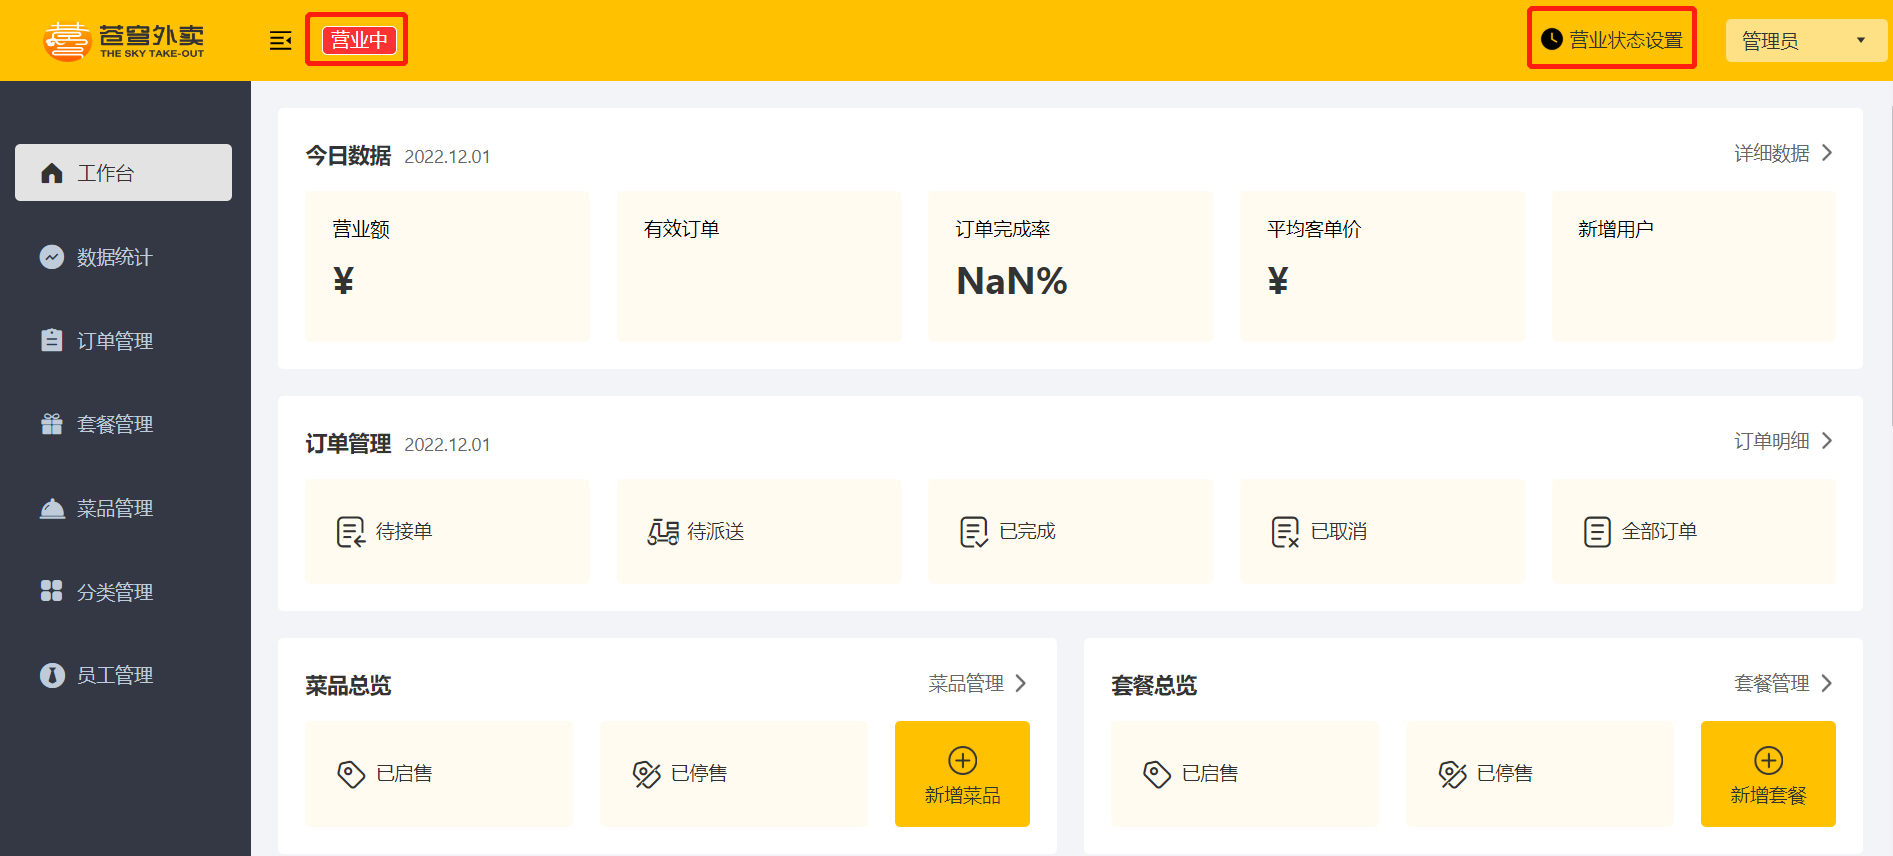 苍穹外卖
THE SKY TAKE-OUT
营业中
营业状态设置
管理员
工作台
数据统计
订单管理
套餐管理
菜品管理
分类管理
员工管理
今日数据 2022.12.01
详细数据
营业额
¥
有效订单
订单完成率
NaN%
平均客单价
¥
新增用户
订单管理 2022.12.01
订单明细
待接单
待派送
已完成
已取消
全部订单
菜品总览
菜品管理
已启售
已停售
新增菜品
套餐总览
套餐管理
已启售
已停售
新增套餐